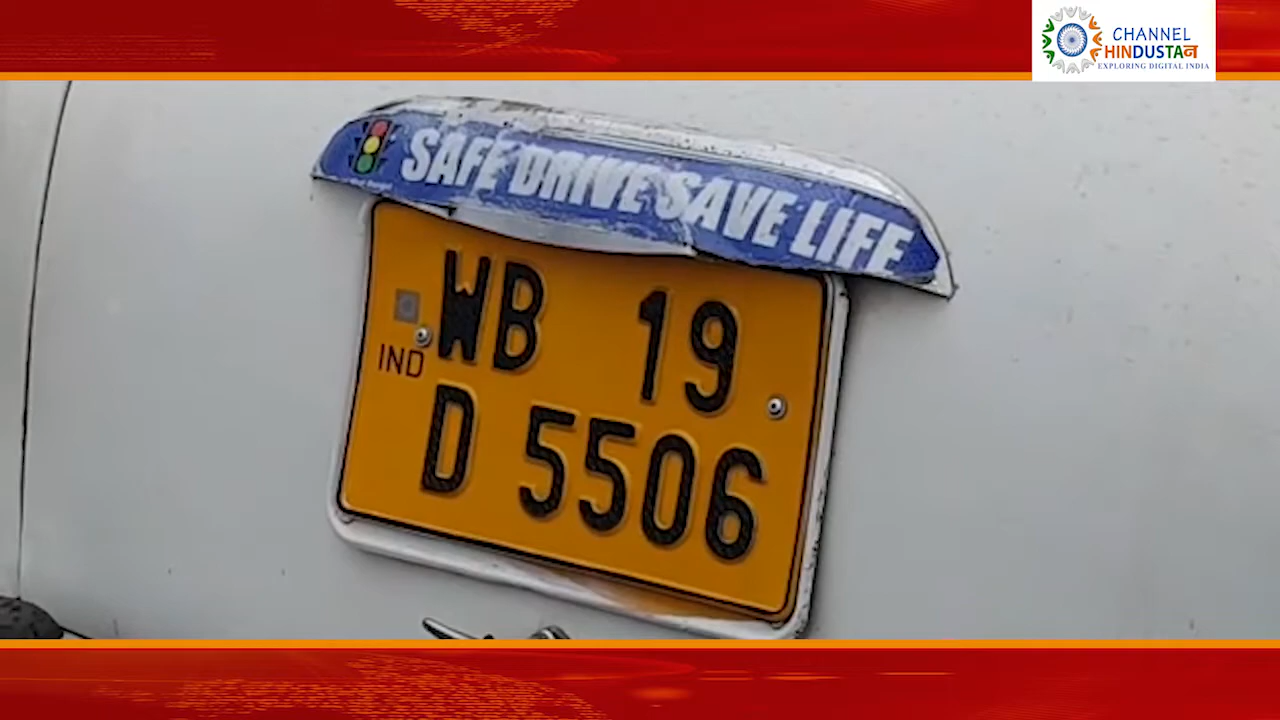 CHANNEL
HINDUSTAन
EXPLORING DIGITAL INDIA
SAFE DRIVE SAVE LIFE
WB 19
IND
D 5506